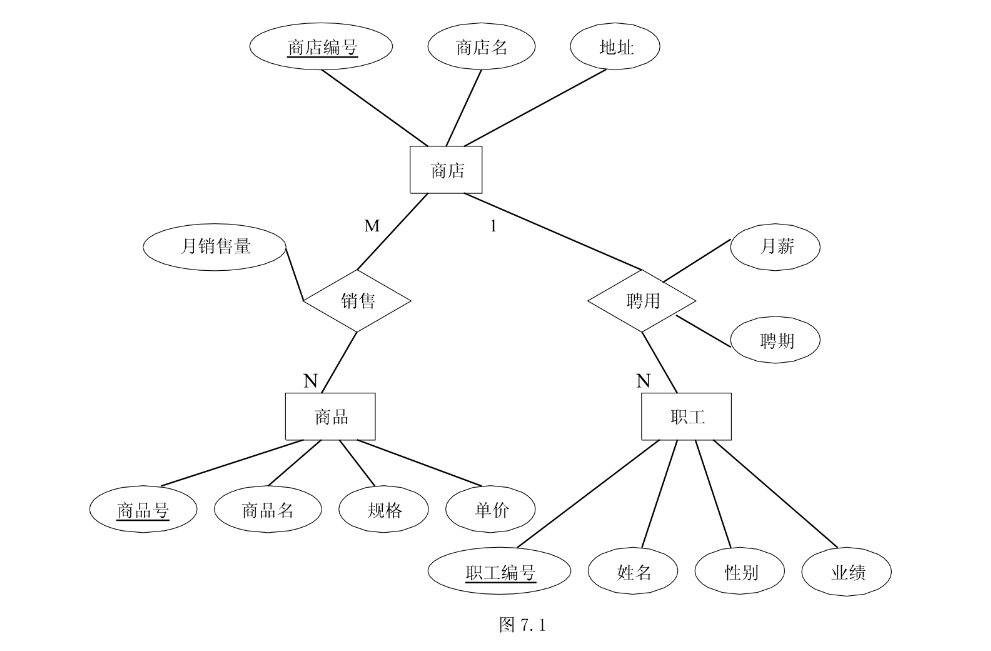 商店编号 商店名 地址
商店
M 1
月销售量 月薪
销售 聘用
聘期
N N
商品 职工
商品号 商品名 规格 单价
职工编号 姓名 性别 业绩
图 7.1